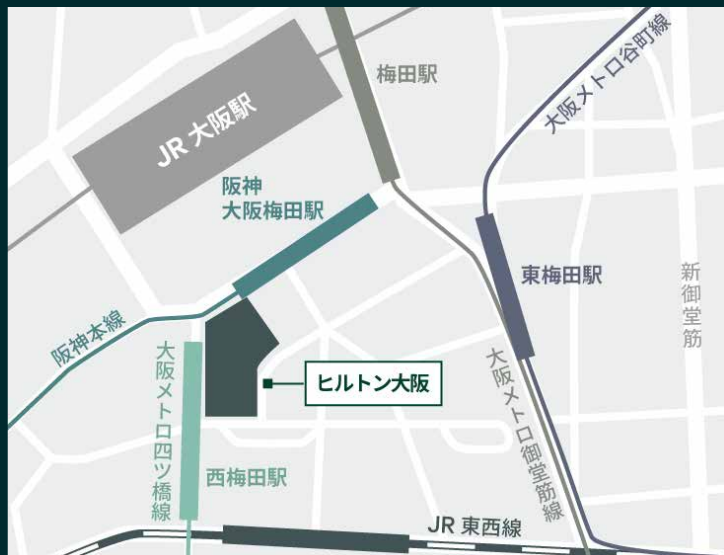 梅田駅
大阪メトロ谷町線
JR 大阪駅
阪神
大阪梅田駅
東梅田駅
新御堂筋
阪神本線
大阪メトロ四ツ橋線
ヒルトン大阪
大阪メトロ御堂筋線
西梅田駅
JR 東西線